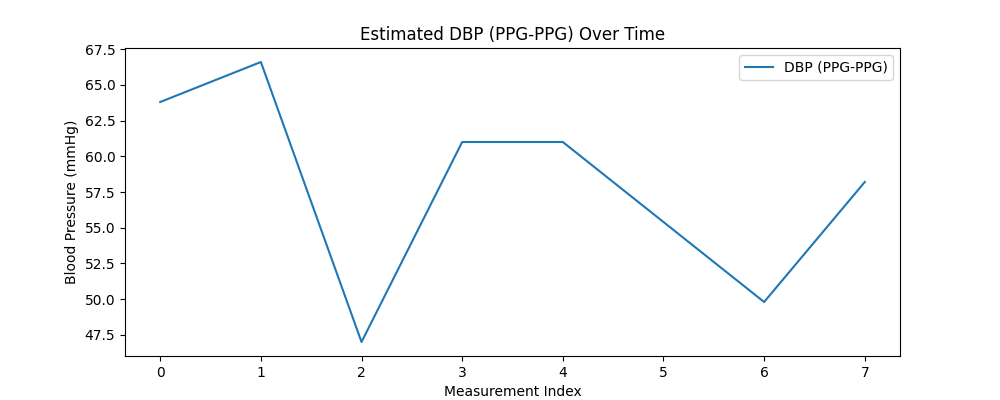 Estimated DBP (PPG-PPG) Over Time
DBP (PPG-PPG)
Blood Pressure (mmHg)
67.5
65.0
62.5
60.0
57.5
55.0
52.5
50.0
47.5
0 1 2 3 4 5 6 7
Measurement Index